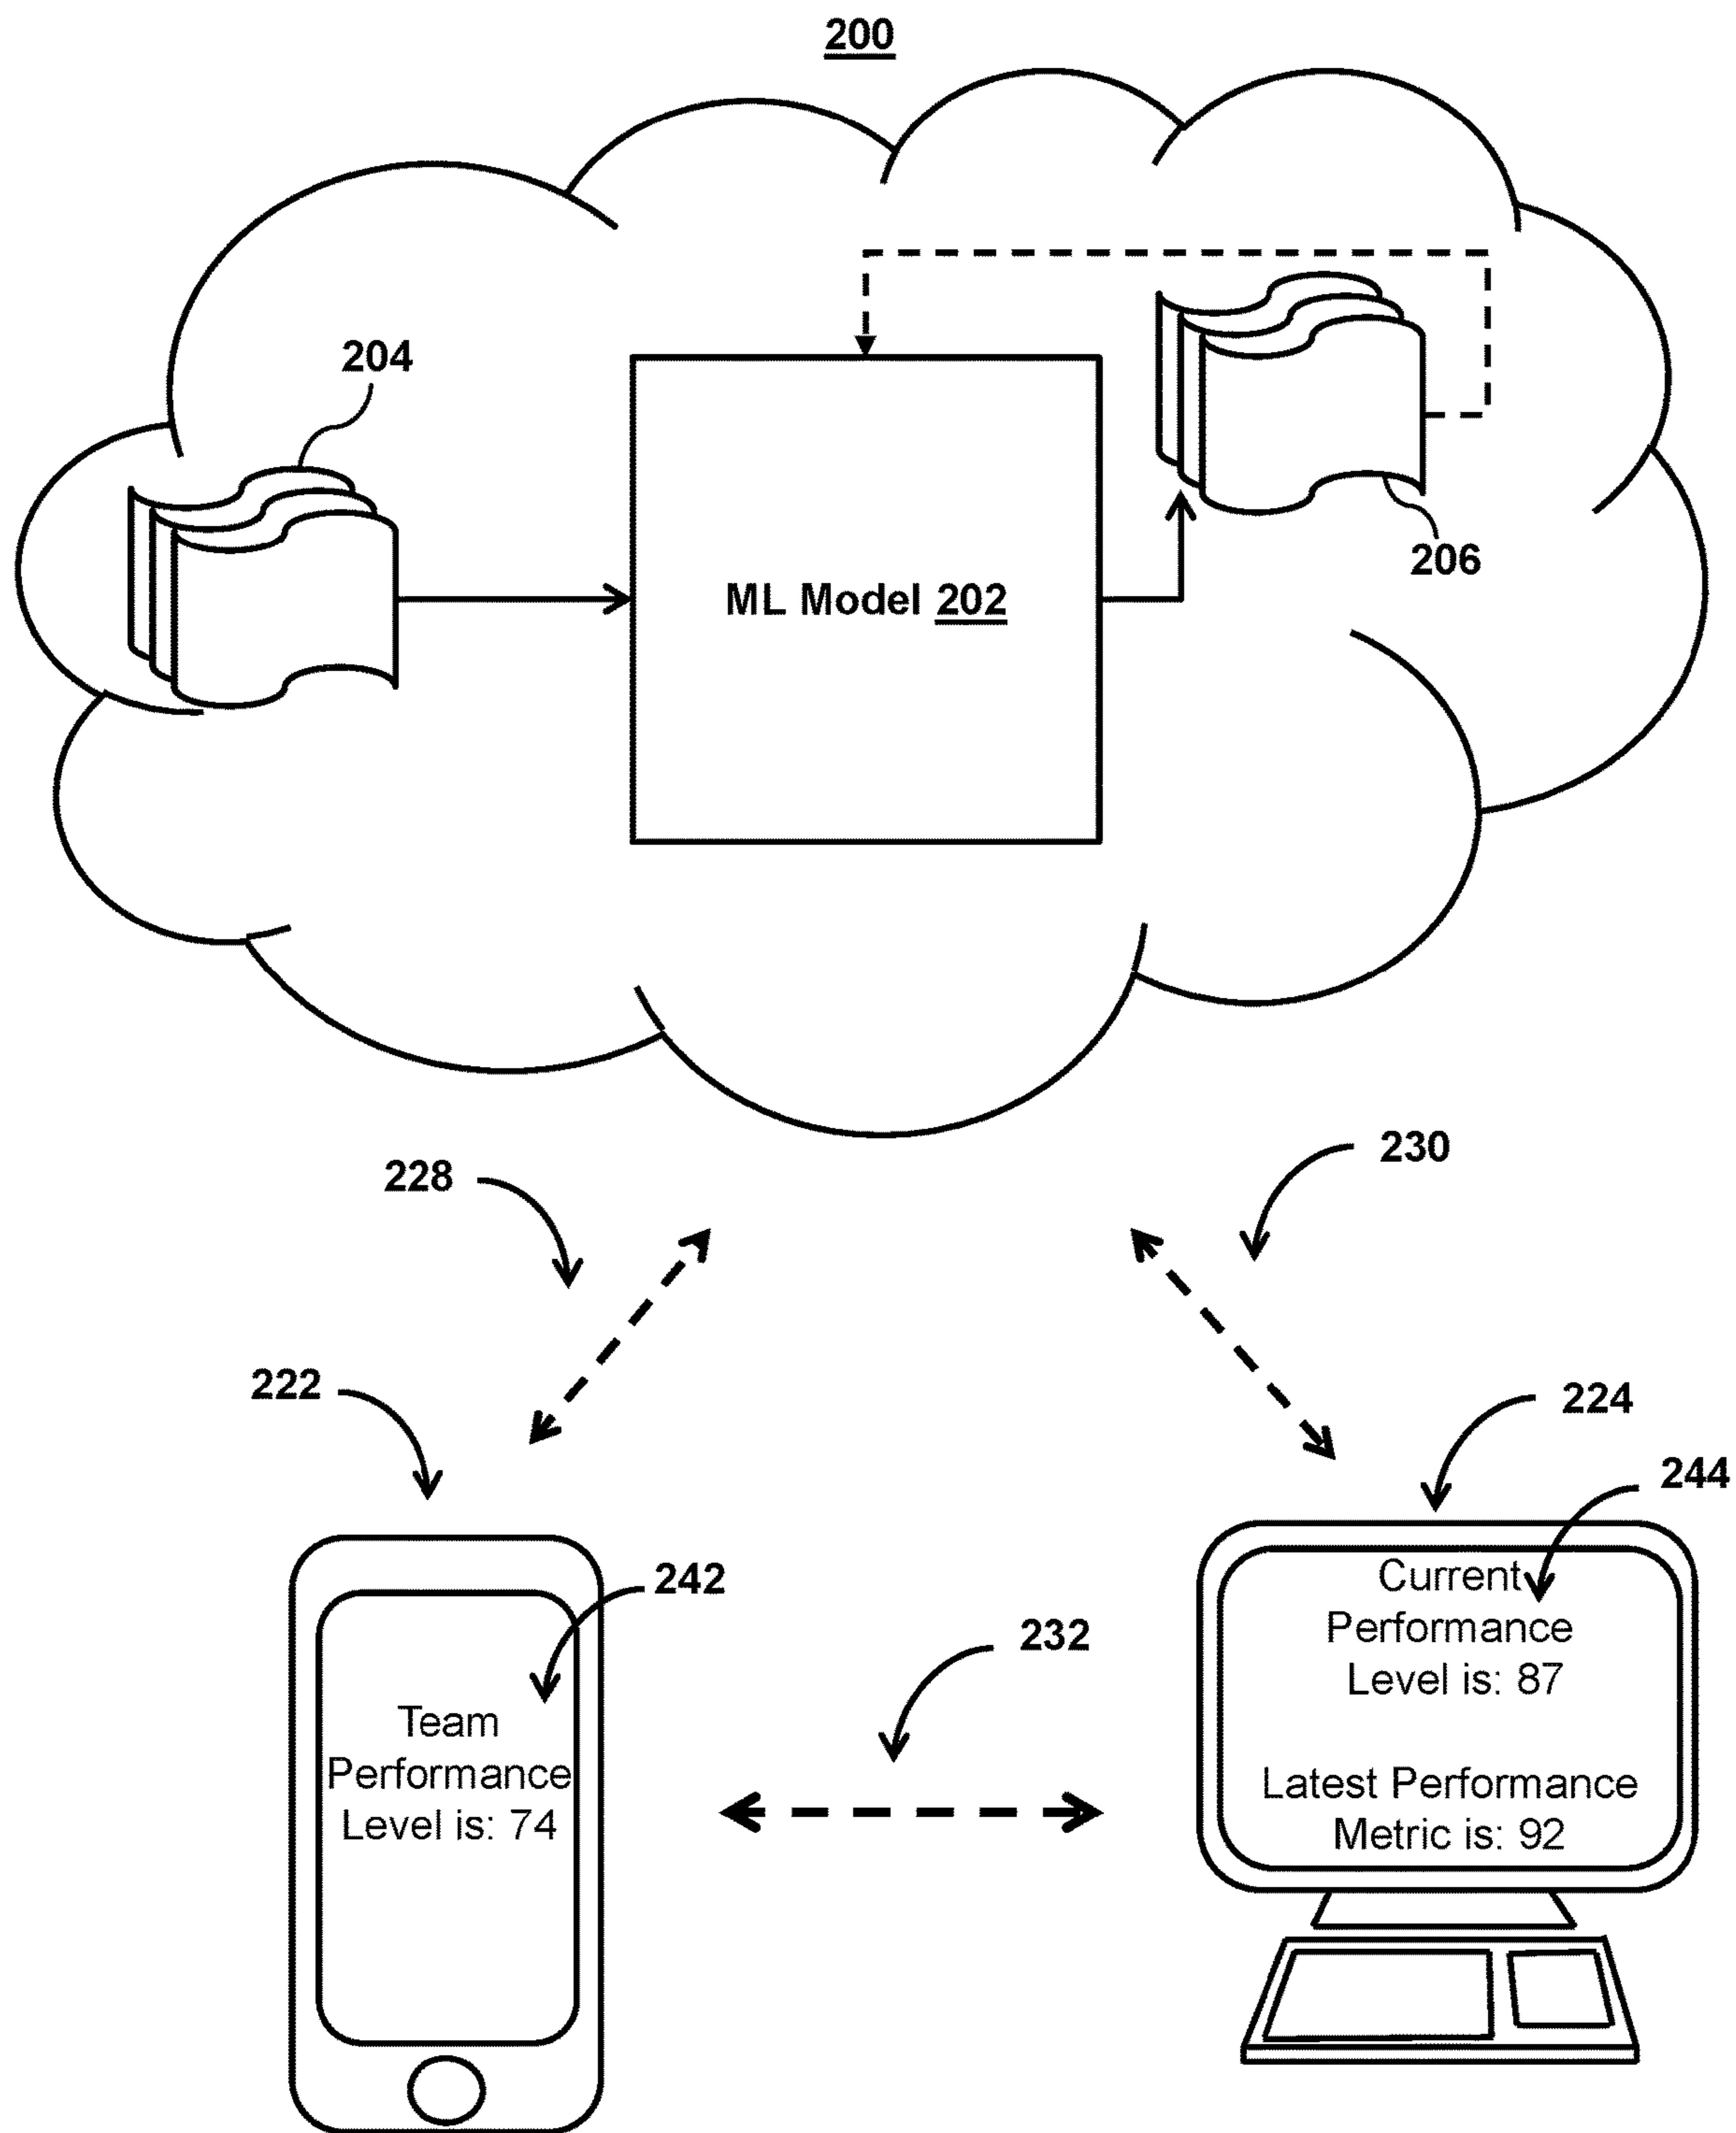 200
204
206
ML Model 202
228
230
222
224
244
242
232
Team
Performance
Level is: 74
Current
Performance
Level is: 87
Latest Performance
Metric is: 92